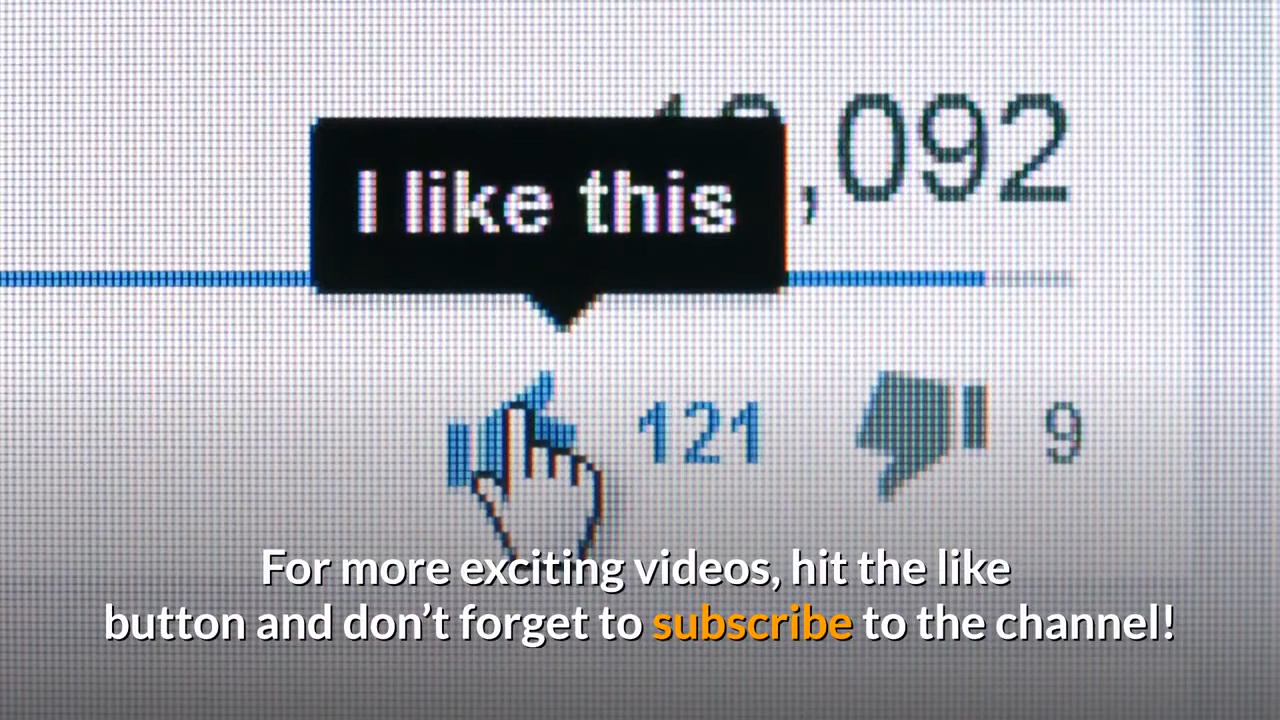 ,092
I like this
121
9
For more exciting videos, hit the like
button and don’t forget to subscribe to the channel!